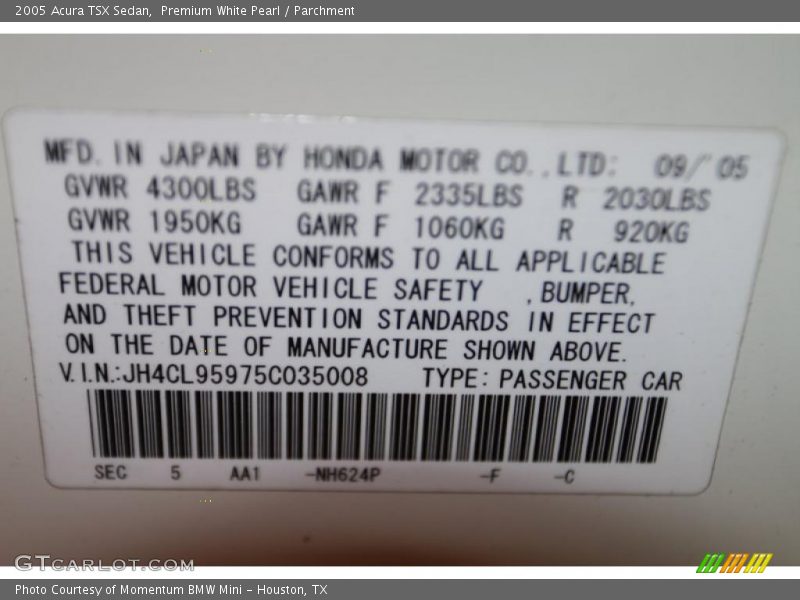 2005 Acura TSX Sedan, Premium White Pearl / Parchment
MFD. IN JAPAN BY HONDA MOTOR CO., LTD: 09/'05
GVWR 4300LBS GAWR F 2335LBS R 2030LBS
GVWR 1950KG GAWR F 1060KG R 920KG
THIS VEHICLE CONFORMS TO ALL APPLICABLE
FEDERAL MOTOR VEHICLE SAFETY , BUMPER,
AND THEFT PREVENTION STANDARDS IN EFFECT
ON THE DATE OF MANUFACTURE SHOWN ABOVE.
V.I.N.:JH4CL95975C035008 TYPE: PASSENGER CAR
SEC 5 AA1 -NH624P -F -C
GTCARLOT.COM
Photo Courtesy of Momentum BMW Mini - Houston, TX